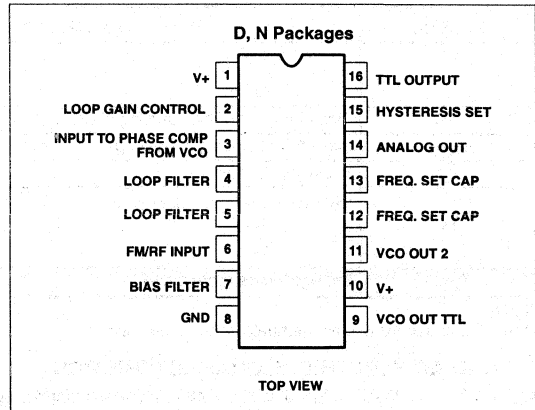 D, N Packages
V+ 1
LOOP GAIN CONTROL 2
INPUT TO PHASE COMP 3
FROM VCO
LOOP FILTER 4
LOOP FILTER 5
FM/RF INPUT 6
BIAS FILTER 7
GND 8
16 TTL OUTPUT
15 HYSTERESIS SET
14 ANALOG OUT
13 FREQ. SET CAP
12 FREQ. SET CAP
11 VCO OUT 2
10 V+
9 VCO OUT TTL
TOP VIEW